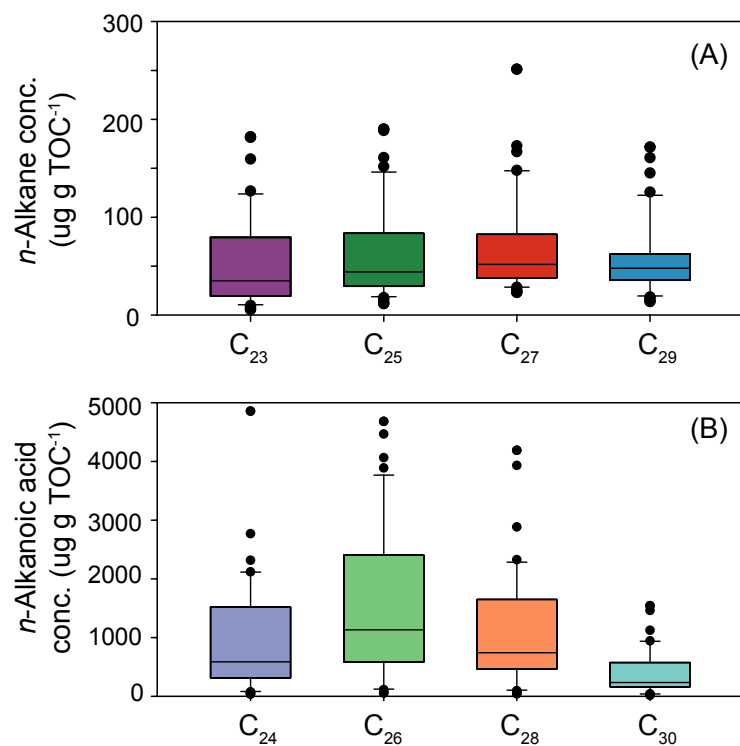 300
(A)
200
100
0
n-Alkane conc.
(ug g TOC⁻¹)
C₂₃ C₂₅ C₂₇ C₂₉
5000
(B)
4000
3000
2000
1000
0
n-Alkanoic acid
conc. (ug g TOC⁻¹)
C₂₄ C₂₆ C₂₈ C₃₀